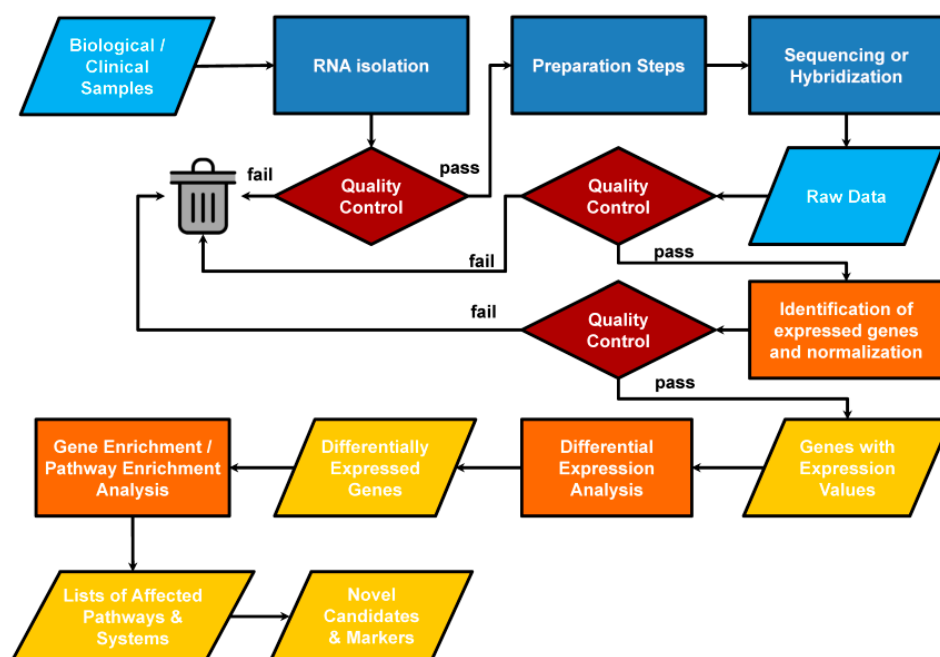 Biological /
Clinical
Samples
RNA isolation
Preparation Steps
Sequencing or
Hybridization
fail
Quality
Control
pass
Quality
Control
Raw Data
fail
pass
fail
Quality
Control
Identification of
expressed genes
and normalization
pass
Gene Enrichment /
Pathway Enrichment
Analysis
Differentially
Expressed
Genes
Differential
Expression
Analysis
Genes with
Expression
Values
Lists of Affected
Pathways &
Systems
Novel
Candidates
& Markers